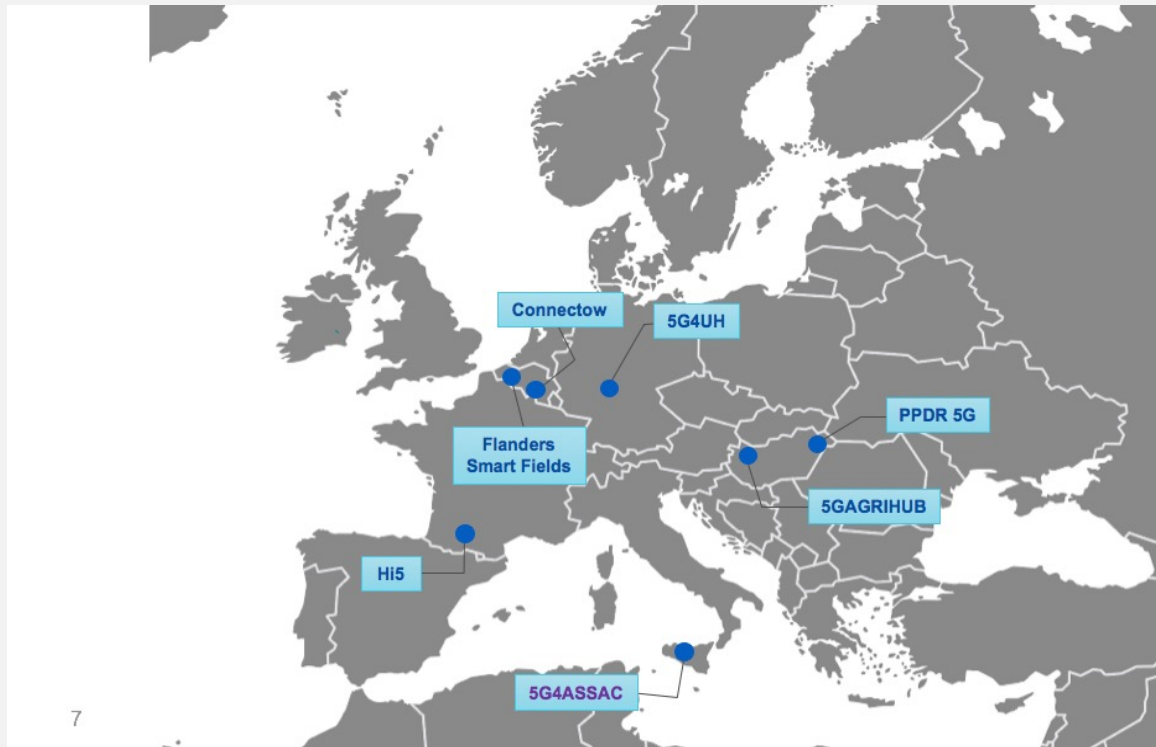 Connectow
5G4UH
Flanders
Smart Fields
PPDR 5G
5GAGRIHUB
Hi5
5G4ASSAC
7